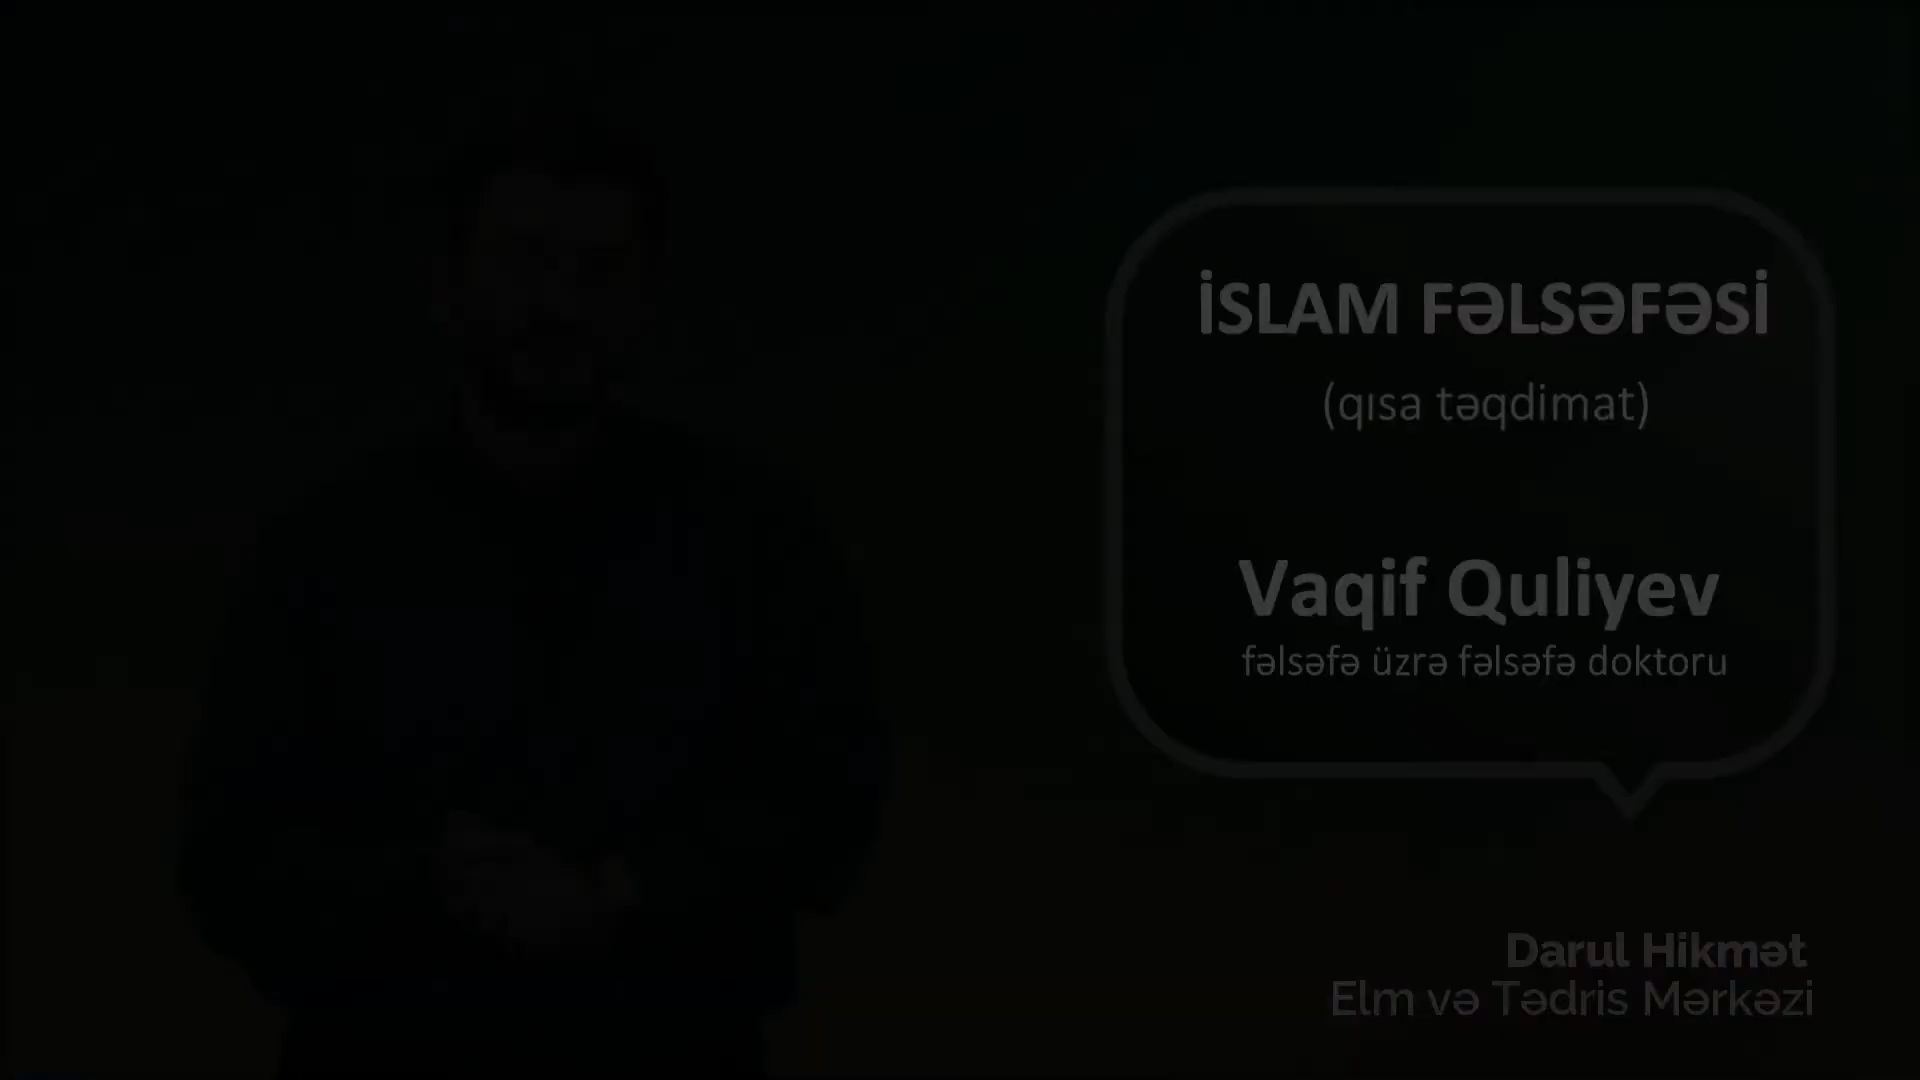 İSLAM FƏLSƏFƏSİ
(qısa təqdimat)
Vaqif Quliyev
fəlsəfə üzrə fəlsəfə doktoru
Darul Hikmət
Elm və Tədris Mərkəzi